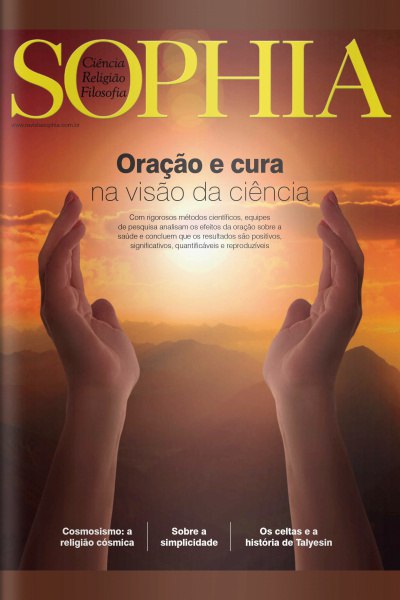 SOPHIA
Ciência
Religião
Filosofia
www.revistasophia.com.br
Oração e cura
na visão da ciência
Com rigorosos métodos científicos, equipes
de pesquisa analisam os efeitos da oração sobre a
saúde e concluem que os resultados são positivos,
significativos, quantificáveis e reproduzíveis
Cosmosismo: a
religião cósmica
Sobre a
simplicidade
Os celtas e a
história de Talyesin